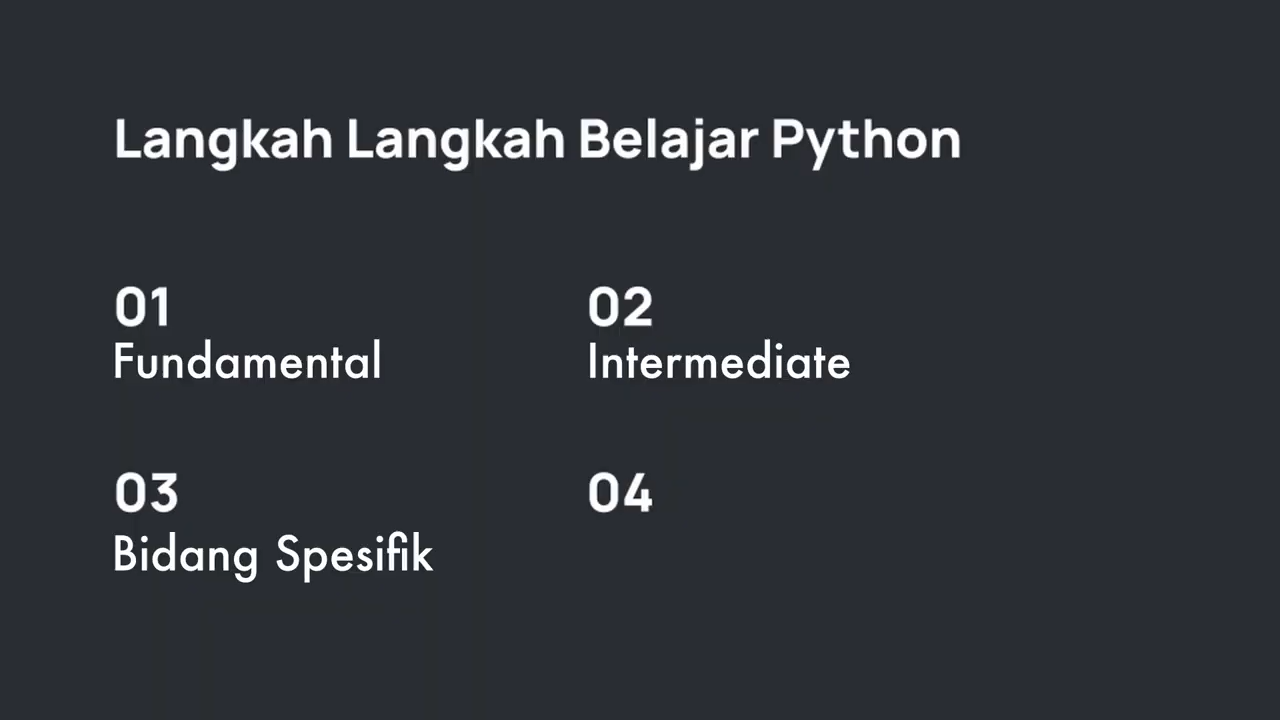 Langkah Langkah Belajar Python
01
Fundamental
02
Intermediate
03
Bidang Spesifik
04